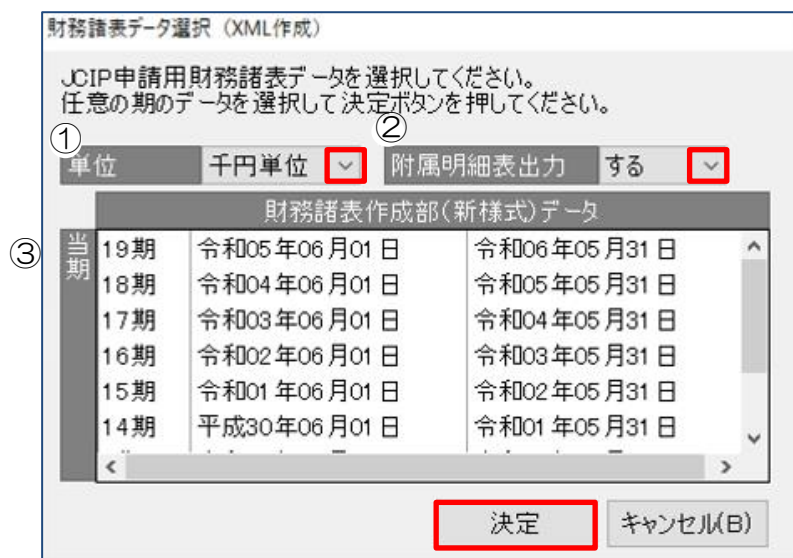 財務諸表データ選択（XML作成）
JCIP申請用財務諸表データを選択してください。
任意の期のデータを選択して決定ボタンを押してください。
① ②
単位 千円単位 附属明細表出力 する
財務諸表作成部(新様式)データ
③ 当期
19期 令和05年06月01日 令和06年05月31日
18期 令和04年06月01日 令和05年05月31日
17期 令和03年06月01日 令和04年05月31日
16期 令和02年06月01日 令和03年05月31日
15期 令和01年06月01日 令和02年05月31日
14期 平成30年06月01日 令和01年05月31日
決定 キャンセル(B)